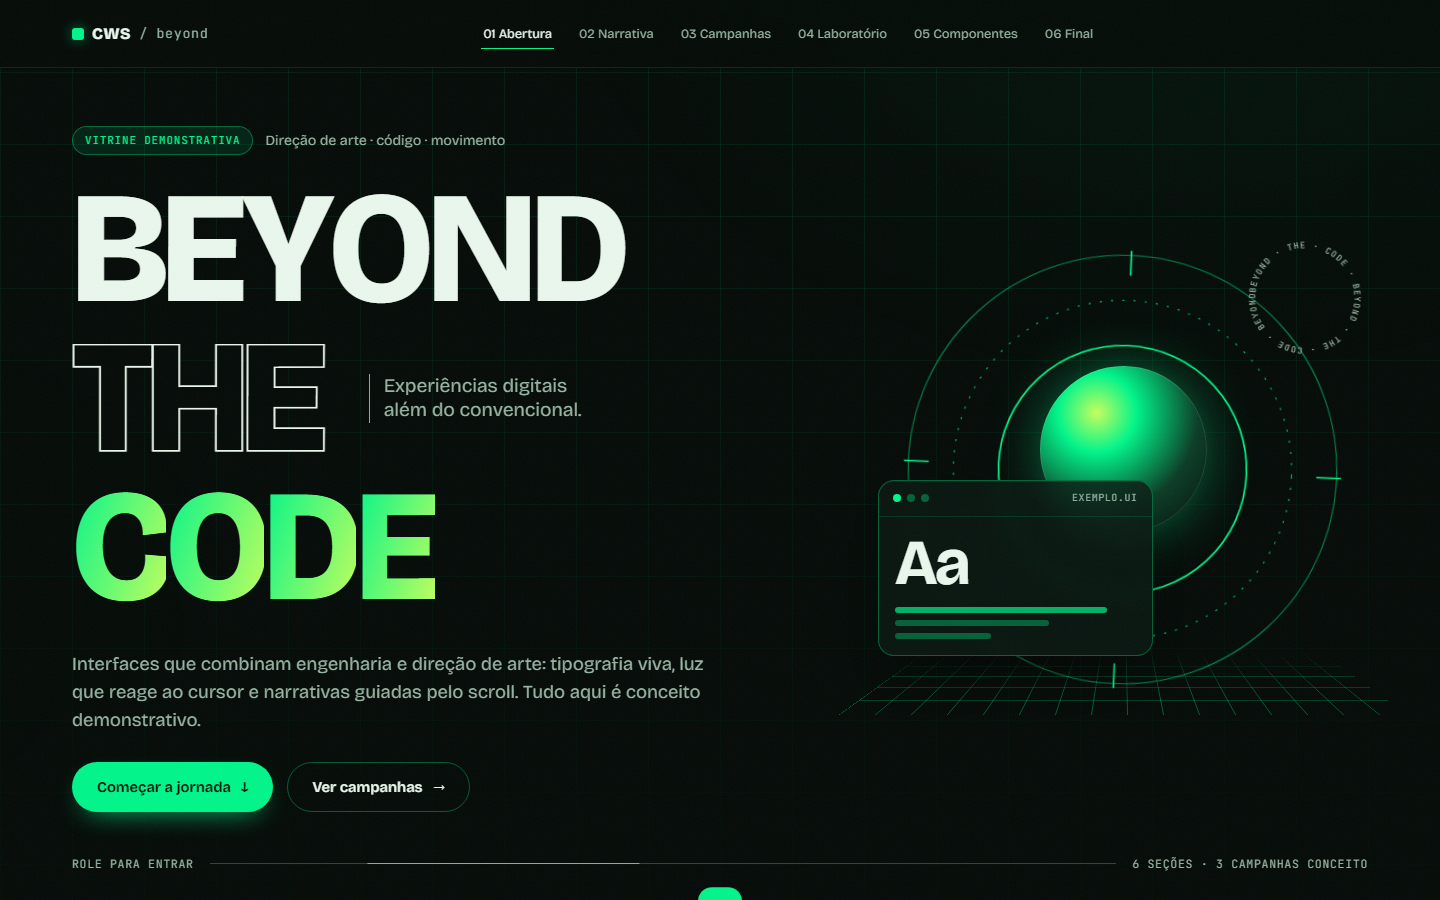 CWS / beyond
01 Abertura
02 Narrativa
03 Campanhas
04 Laboratório
05 Componentes
06 Final
VITRINE DEMONSTRATIVA
Direção de arte · código · movimento
BEYOND
THE
Experiências digitais
além do convencional.
CODE
BEYOND · THE · CODE · BEYOND · THE · CODE · BEYOND
EXEMPLO.UI
Aa
Interfaces que combinam engenharia e direção de arte: tipografia viva, luz
que reage ao cursor e narrativas guiadas pelo scroll. Tudo aqui é conceito
demonstrativo.
Começar a jornada ↓
Ver campanhas →
ROLE PARA ENTRAR
6 SEÇÕES · 3 CAMPANHAS CONCEITO